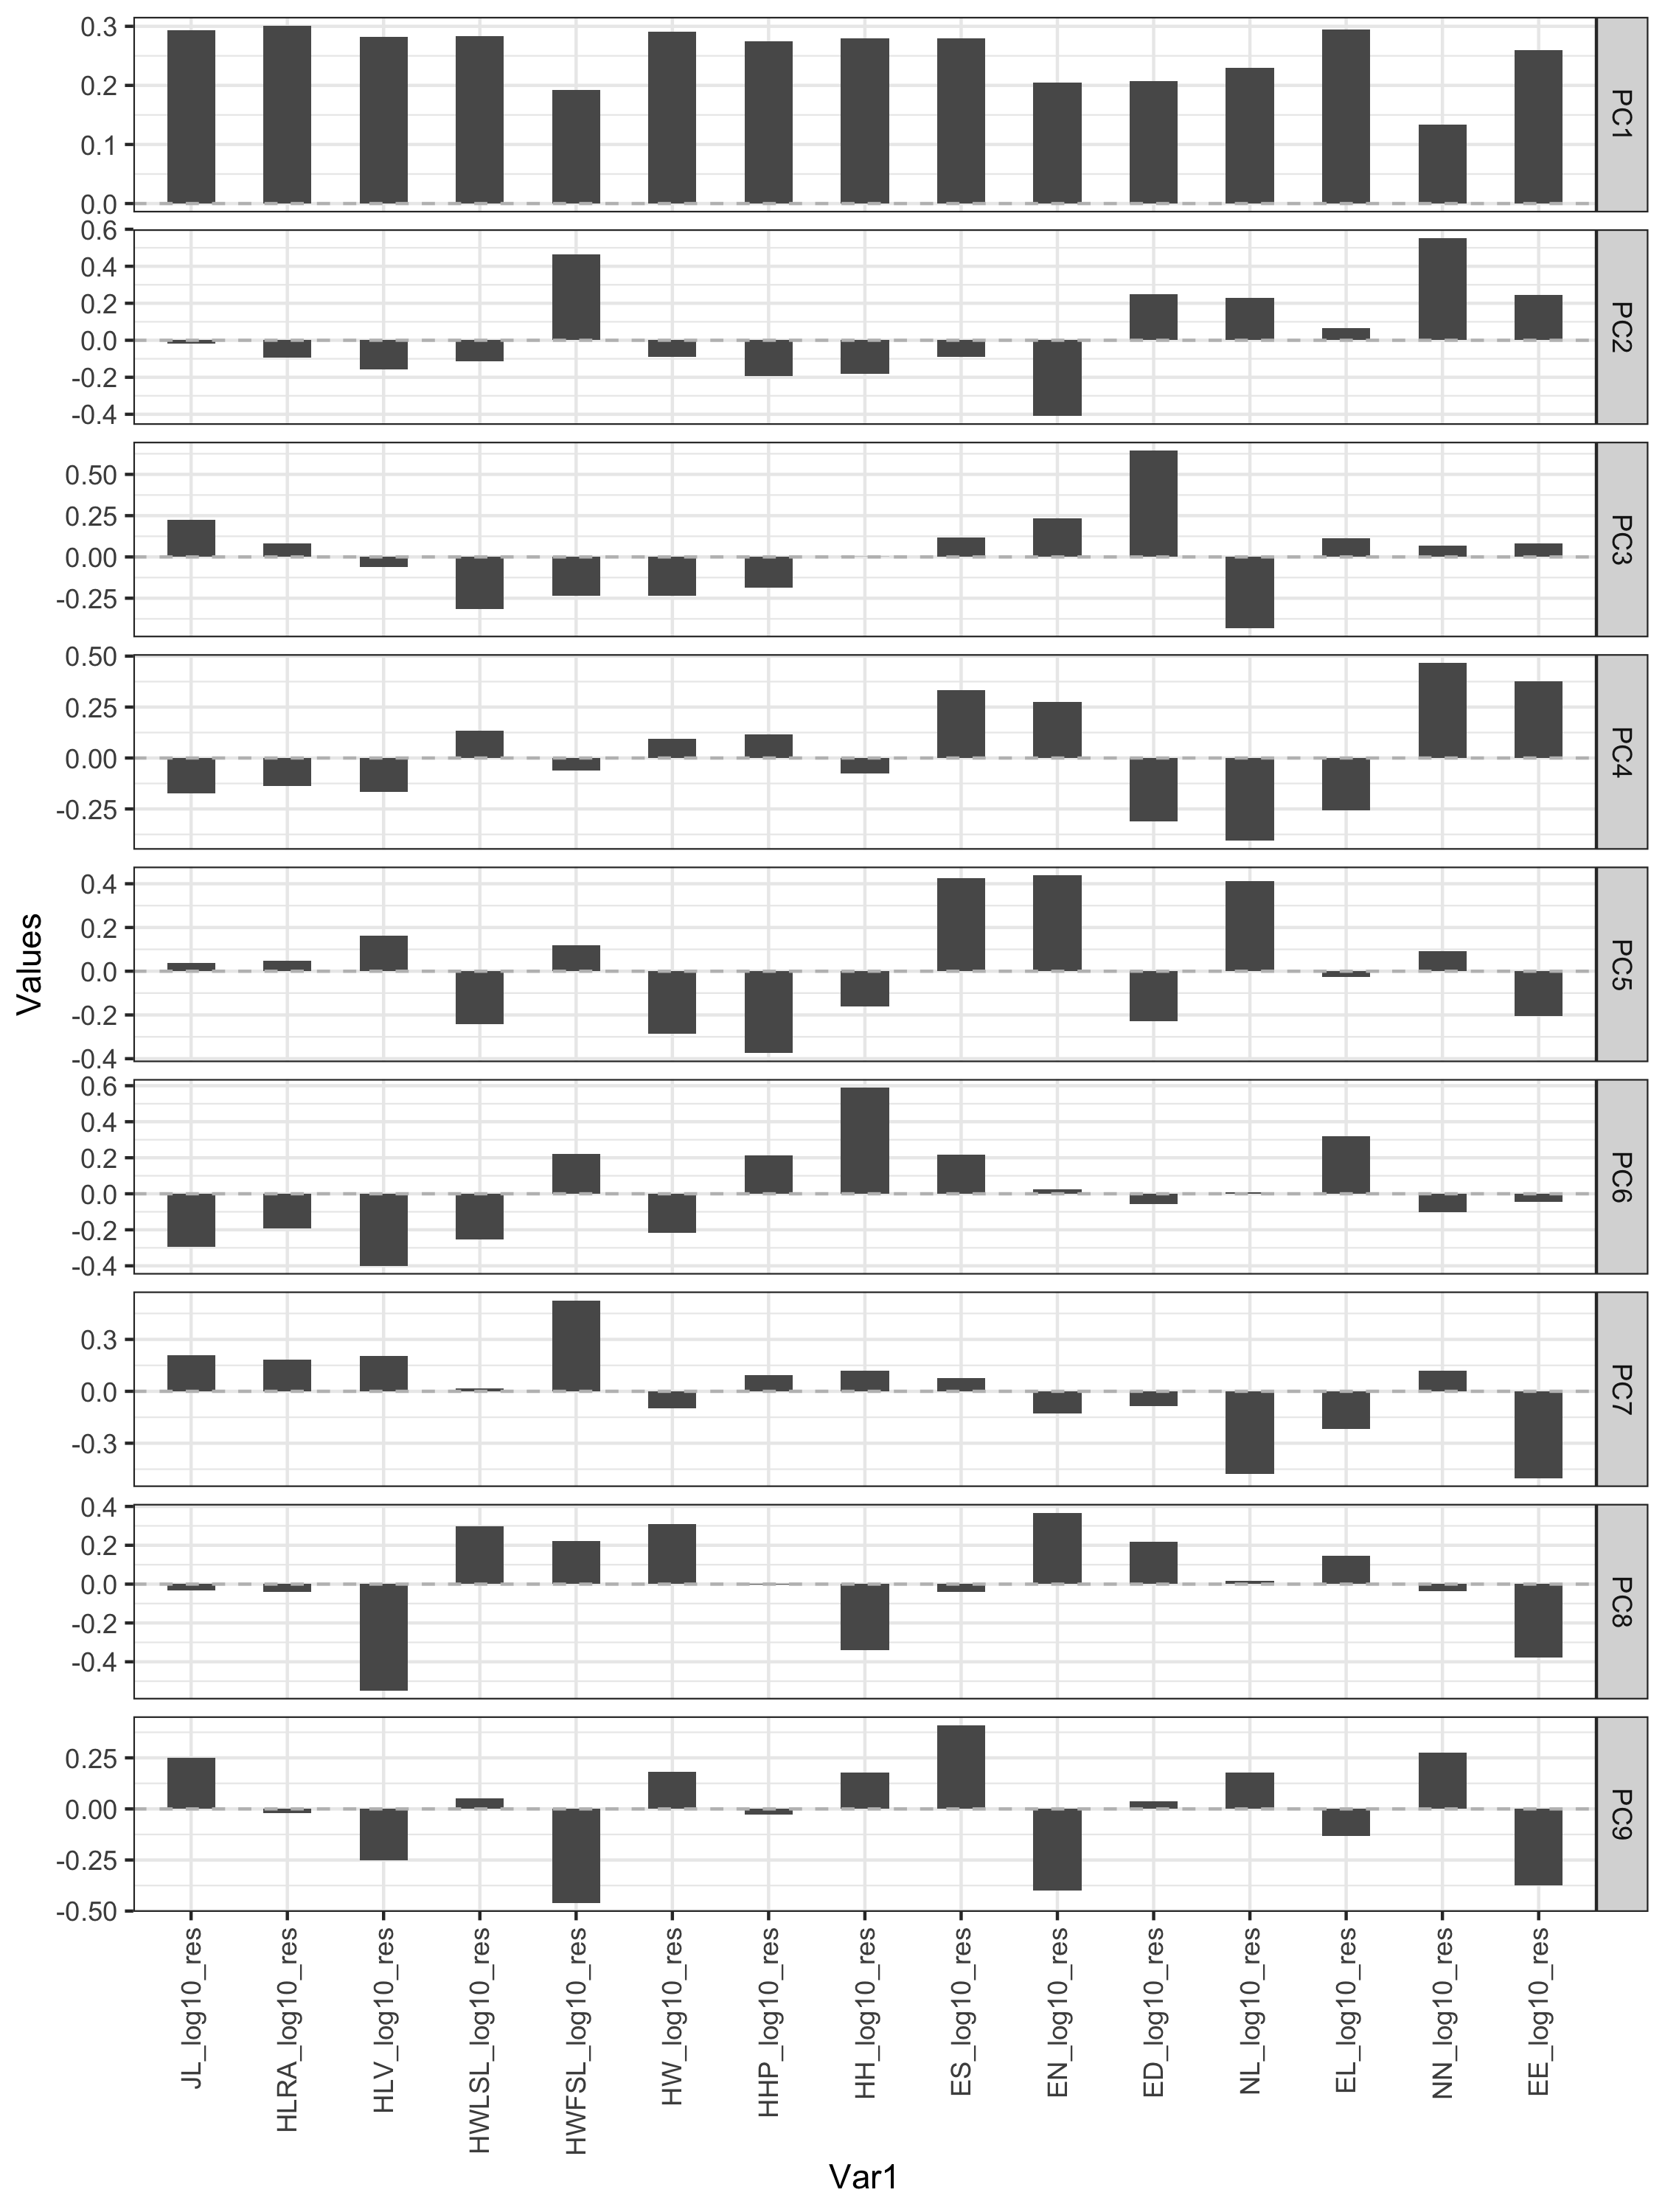 0.3
0.2
0.1
0.0
PC1
0.6
0.4
0.2
0.0
-0.2
-0.4
PC2
0.50
0.25
0.00
-0.25
PC3
0.50
0.25
0.00
-0.25
PC4
0.4
0.2
0.0
-0.2
-0.4
PC5
0.6
0.4
0.2
0.0
-0.2
-0.4
PC6
0.3
0.0
-0.3
PC7
0.4
0.2
0.0
-0.2
-0.4
PC8
0.25
0.00
-0.25
-0.50
PC9
Values
JL_log10_res
HLRA_log10_res
HLV_log10_res
HWLSL_log10_res
HWFSL_log10_res
HW_log10_res
HHP_log10_res
HH_log10_res
ES_log10_res
EN_log10_res
ED_log10_res
NL_log10_res
EL_log10_res
NN_log10_res
EE_log10_res
Var1